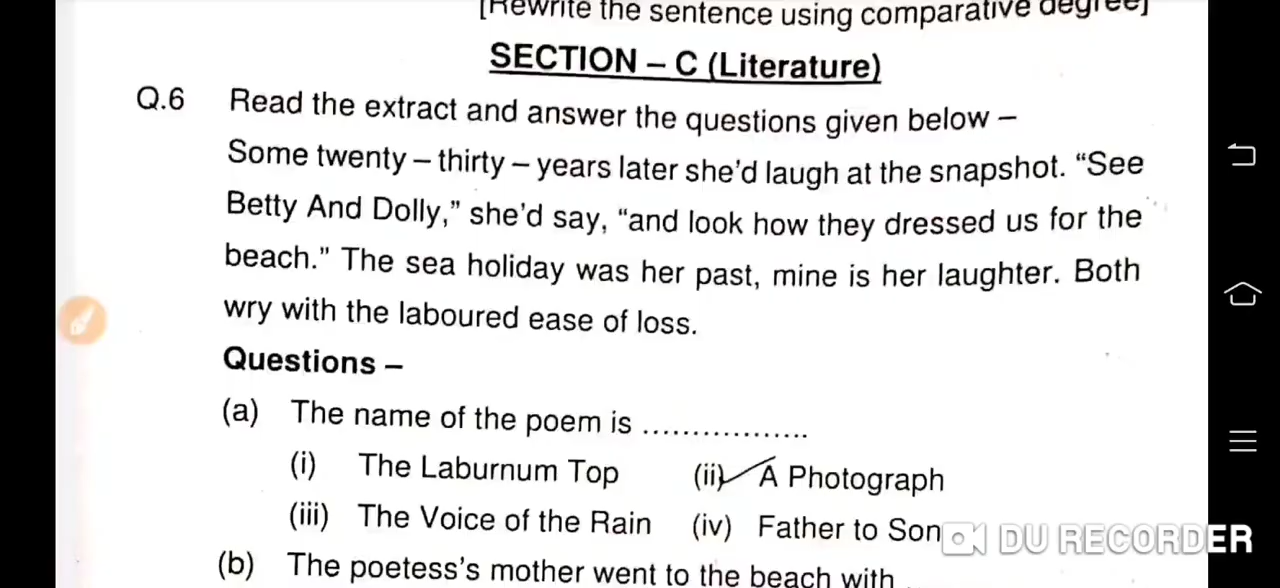 [Rewrite the sentence using comparative degree]
SECTION – C (Literature)
Q.6 Read the extract and answer the questions given below –
Some twenty – thirty – years later she’d laugh at the snapshot. “See
Betty And Dolly,” she’d say, “and look how they dressed us for the
beach.” The sea holiday was her past, mine is her laughter. Both
wry with the laboured ease of loss.
Questions –
(a) The name of the poem is ..................
(i) The Laburnum Top (ii) A Photograph
(iii) The Voice of the Rain (iv) Father to Son
DU RECORDER
(b) The poetess’s mother went to the beach with